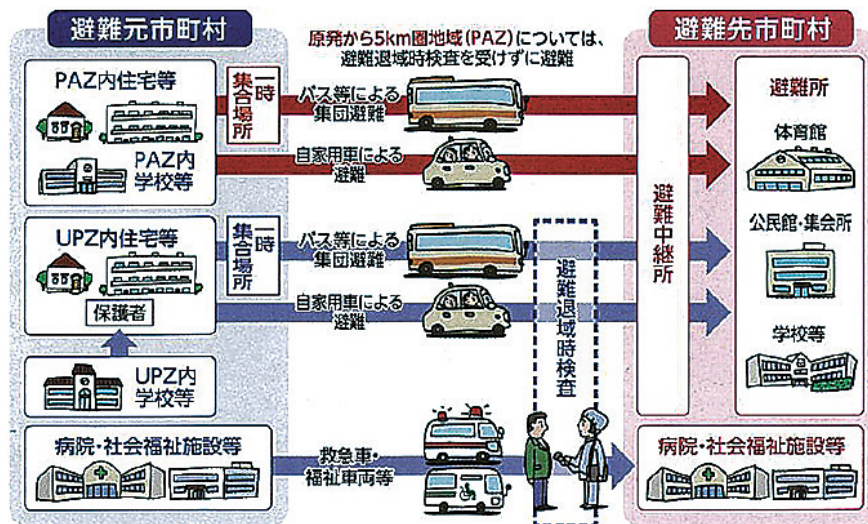 避難元市町村
原発から5km圏地域(PAZ)については、
避難退域時検査を受けずに避難
避難先市町村
PAZ内住宅等
一時
集合場所
バス等による
集団避難
PAZ内
学校等
自家用車による
避難
UPZ内住宅等
一時
集合場所
バス等による
集団避難
保護者
自家用車による
避難
UPZ内
学校等
避難退域時検査
避難中継所
避難所
体育館
公民館・集会所
学校等
病院・社会福祉施設等
救急車・
福祉車両等
病院・社会福祉施設等